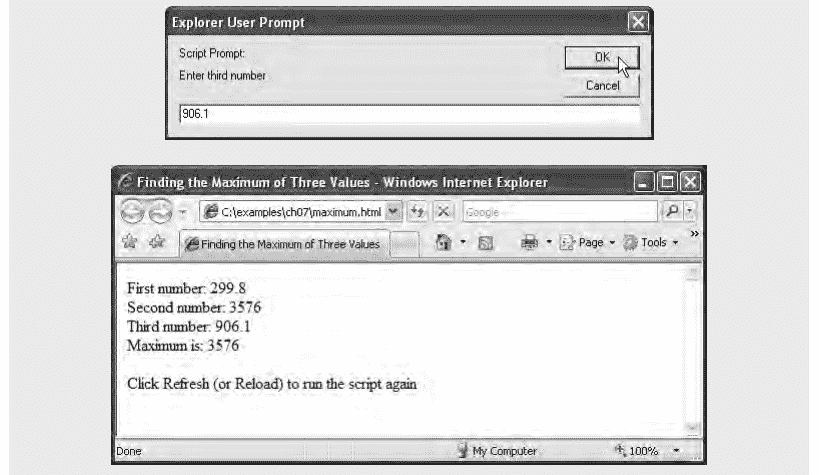 Explorer User Prompt
Script Prompt:
OK
Enter third number
Cancel
906.1
Finding the Maximum of Three Values - Windows Internet Explorer
C:\examples\ch07\maximum.html
Google
Finding the Maximum of Three Values
Page
Tools
»
First number: 299.8
Second number: 3576
Third number: 906.1
Maximum is: 3576
Click Refresh (or Reload) to run the script again
Done
My Computer
100%